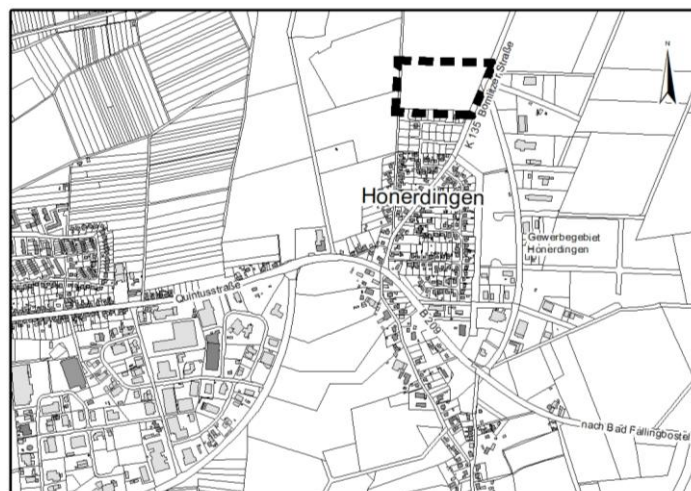 N
K 135 Bomlitzer Straße
Honerdingen
Gewerbegebiet
Honerdingen
Quintusstraße
B 209
nach Bad Fallingbostel